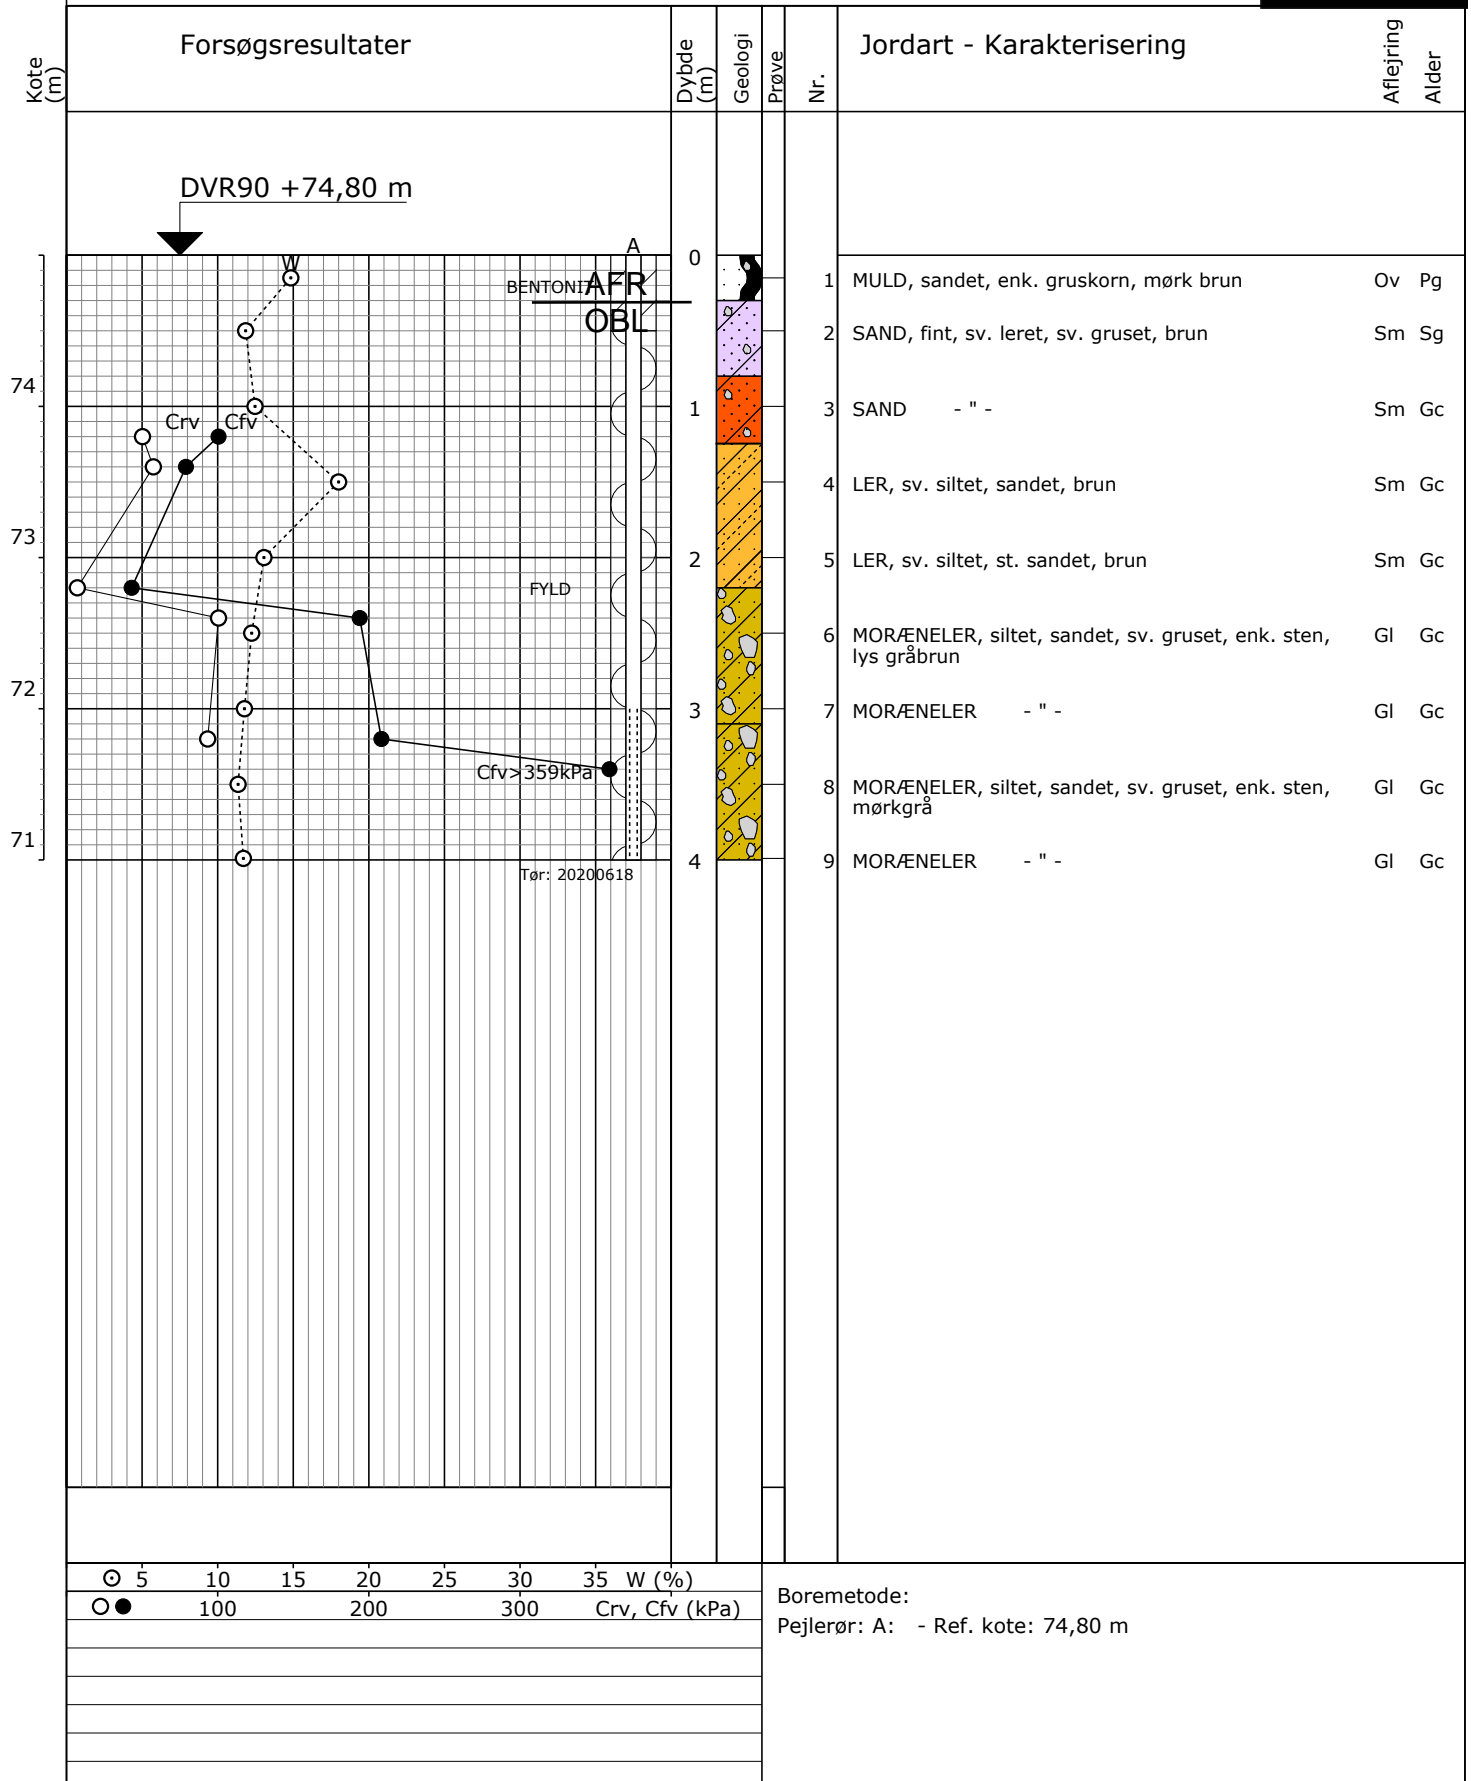 Kote (m)
Forsøgsresultater
Dybde (m)
Geologi
Prøve
Nr.
Jordart - Karakterisering
Aflejring
Alder
DVR90 +74,80 m
A
W
0
BENTONIT
AFR
OBL
1 MULD, sandet, enk. gruskorn, mørk brun Ov Pg
2 SAND, fint, sv. leret, sv. gruset, brun Sm Sg
74
1
3 SAND - " - Sm Gc
Crv Cfv
4 LER, sv. siltet, sandet, brun Sm Gc
73
2
5 LER, sv. siltet, st. sandet, brun Sm Gc
FYLD
6 MORÆNELER, siltet, sandet, sv. gruset, enk. sten, Gl Gc
lys gråbrun
72
3
7 MORÆNELER - " - Gl Gc
Cfv>359kPa
8 MORÆNELER, siltet, sandet, sv. gruset, enk. sten, Gl Gc
mørkgrå
71
4
9 MORÆNELER - " - Gl Gc
Tør: 20200618
5 10 15 20 25 30 35 W (%)
100 200 300 Crv, Cfv (kPa)
Boremetode:
Pejlerør: A: - Ref. kote: 74,80 m